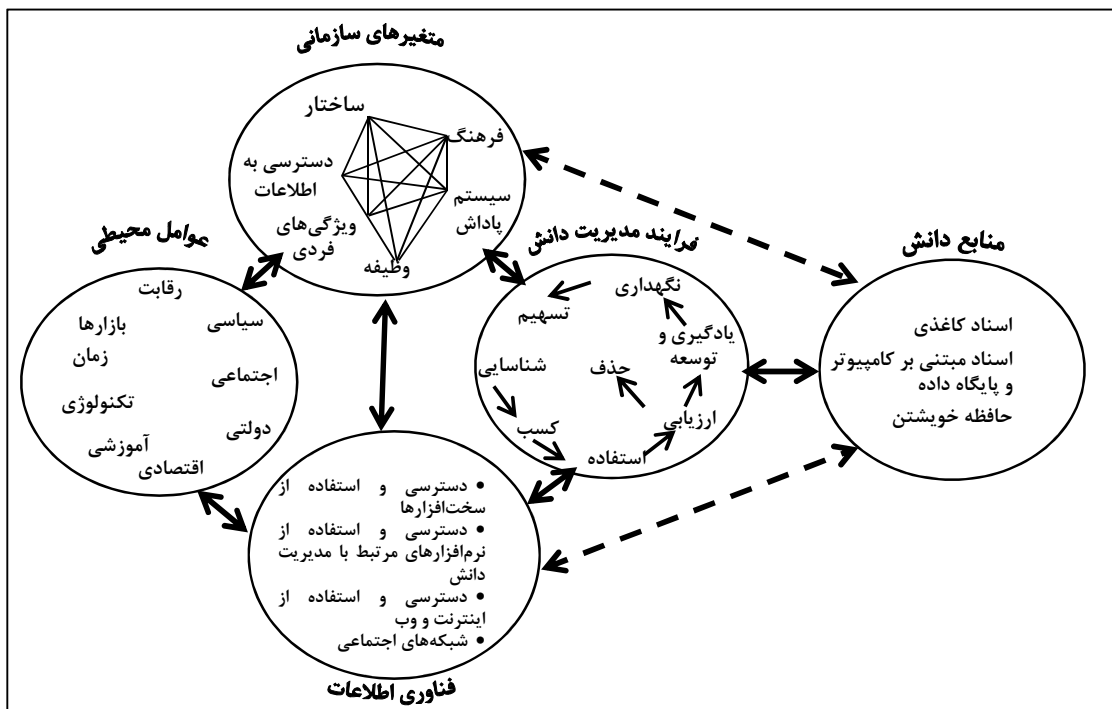 متغیرهای سازمانی
ساختار
فرهنگ
دسترسی به
اطلاعات
سیستم
پاداش
ویژگی‌های
فردی
وظیفه
عوامل محیطی
رقابت
سیاسی
بازارها
زمان
اجتماعی
تکنولوژی
دولتی
آموزشی
اقتصادی
فرایند مدیریت دانش
نگهداری
تسهیم
یادگیری و
توسعه
شناسایی
حذف
ارزیابی
کسب
استفاده
منابع دانش
اسناد کاغذی
اسناد مبتنی بر کامپیوتر
و پایگاه داده
حافظه خویشتن
• دسترسی و استفاده از
سخت‌افزارها
• دسترسی و استفاده از
نرم‌افزارهای مرتبط با مدیریت
دانش
• دسترسی و استفاده از
اینترنت و وب
• شبکه‌های اجتماعی
فناوری اطلاعات